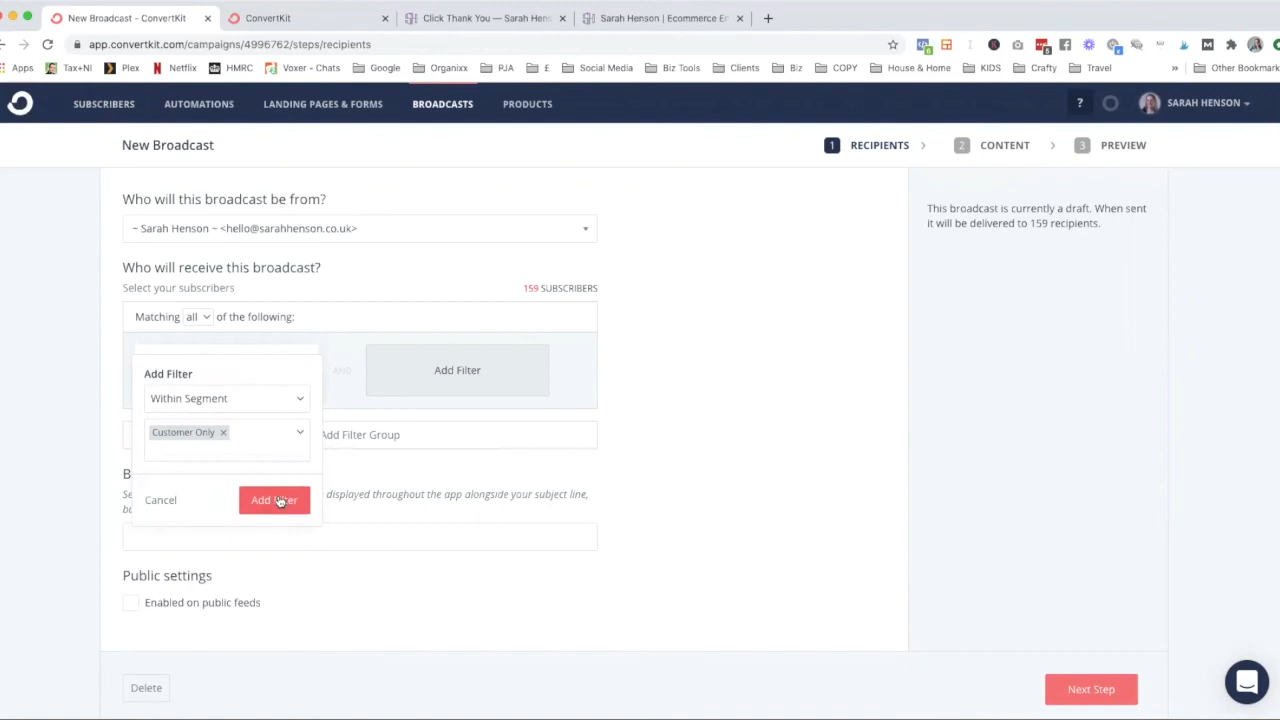 New Broadcast - ConvertKit
ConvertKit
Click Thank You — Sarah Hens
Sarah Henson | Ecommerce Em
app.convertkit.com/campaigns/4996762/steps/recipients
Apps Tax+NI Plex Netflix HMRC Voxer - Chats Google Organixx PJA £ Social Media Biz Tools Clients Biz COPY House & Home KIDS Crafty Travel » Other Bookmark
SUBSCRIBERS AUTOMATIONS LANDING PAGES & FORMS BROADCASTS PRODUCTS ? SARAH HENSON
New Broadcast
1 RECIPIENTS 2 CONTENT 3 PREVIEW
Who will this broadcast be from?
~ Sarah Henson ~ <hello@sarahhenson.co.uk>
Who will receive this broadcast?
Select your subscribers
159 SUBSCRIBERS
Matching all of the following:
AND
Add Filter
Add Filter
Within Segment
Customer Only ×
Cancel
Add Filter
Add Filter Group
B
Se
displayed throughout the app alongside your subject line,
bu
Public settings
Enabled on public feeds
This broadcast is currently a draft. When sent
it will be delivered to 159 recipients.
Delete
Next Step